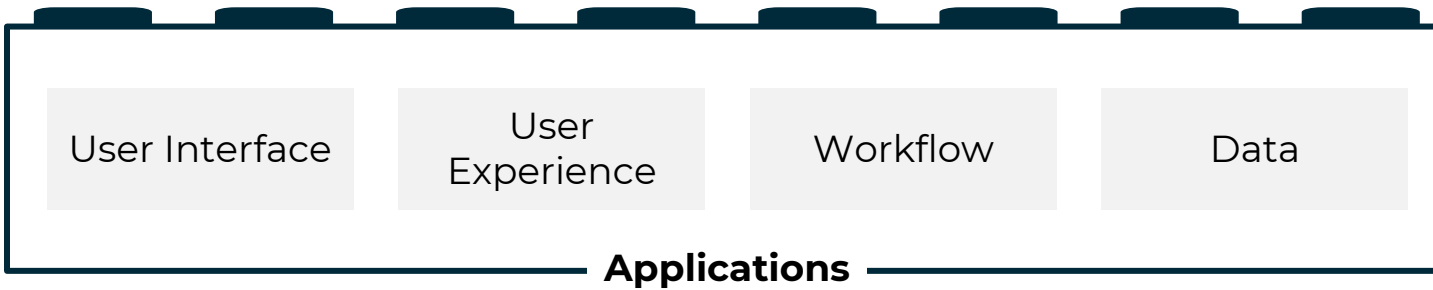 User Interface
User
Experience
Workflow
Data
Applications